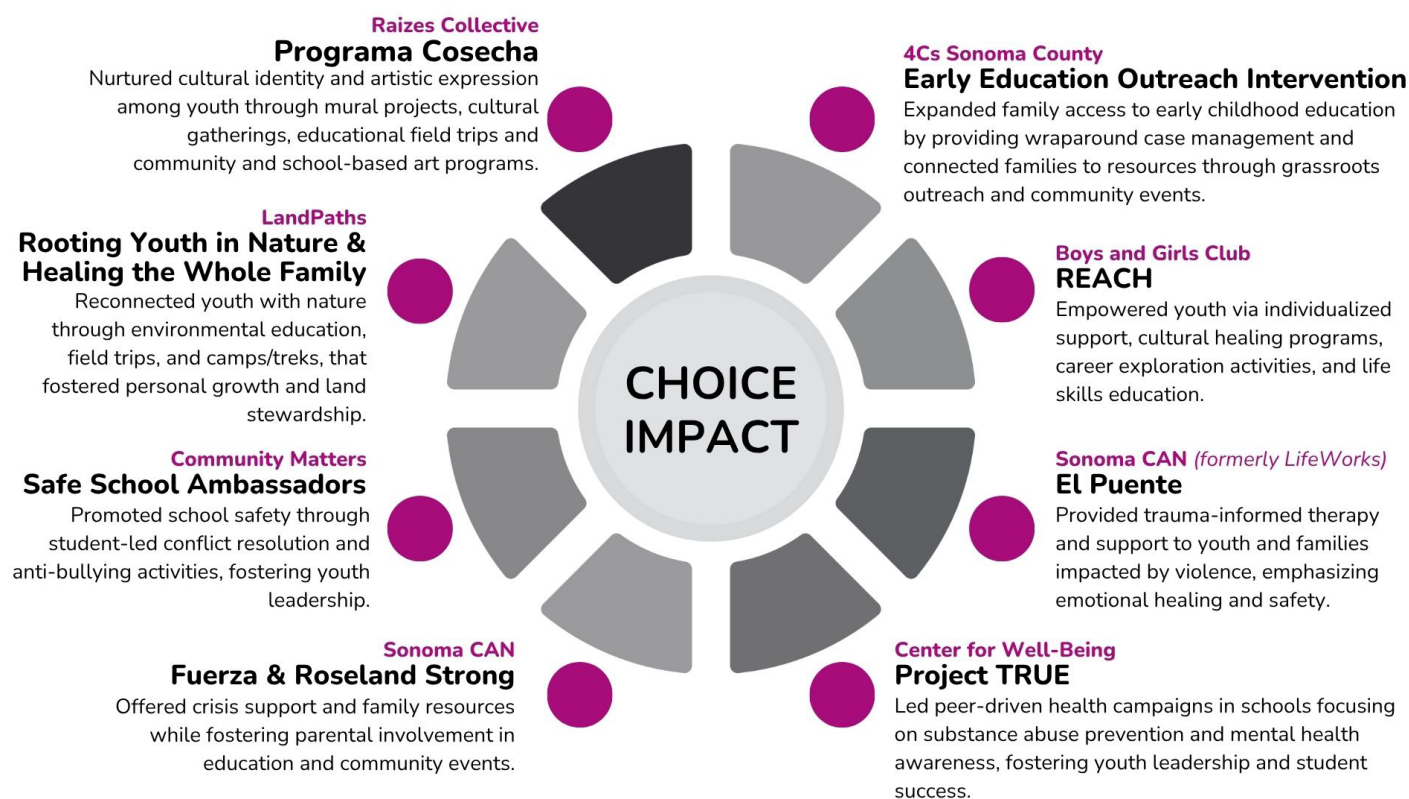 Raizes Collective
Programa Cosecha
Nurtured cultural identity and artistic expression
among youth through mural projects, cultural
gatherings, educational field trips and
community and school-based art programs.
LandPaths
Rooting Youth in Nature &
Healing the Whole Family
Reconnected youth with nature
through environmental education,
field trips, and camps/treks, that
fostered personal growth and land
stewardship.
Community Matters
Safe School Ambassadors
Promoted school safety through
student-led conflict resolution and
anti-bullying activities, fostering youth
leadership.
Sonoma CAN
Fuerza & Roseland Strong
Offered crisis support and family resources
while fostering parental involvement in
education and community events.
CHOICE
IMPACT
4Cs Sonoma County
Early Education Outreach Intervention
Expanded family access to early childhood education
by providing wraparound case management and
connected families to resources through grassroots
outreach and community events.
Boys and Girls Club
REACH
Empowered youth via individualized
support, cultural healing programs,
career exploration activities, and life
skills education.
Sonoma CAN (formerly LifeWorks)
El Puente
Provided trauma-informed therapy
and support to youth and families
impacted by violence, emphasizing
emotional healing and safety.
Center for Well-Being
Project TRUE
Led peer-driven health campaigns in schools focusing
on substance abuse prevention and mental health
awareness, fostering youth leadership and student
success.